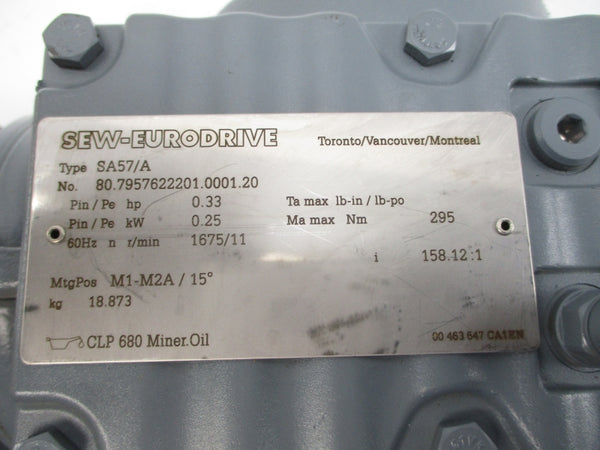 SEW-EURODRIVE Toronto/Vancouver/Montreal
Type SA57/A
No. 80.7957622201.0001.20
Pin / Pe hp 0.33 Ta max lb-in / lb-po
Pin / Pe kW 0.25 Ma max Nm 295
60Hz n r/min 1675/11
i 158.12 :1
MtgPos M1-M2A / 15°
kg 18.873
CLP 680 Miner.Oil 00 463 647 CA1EN